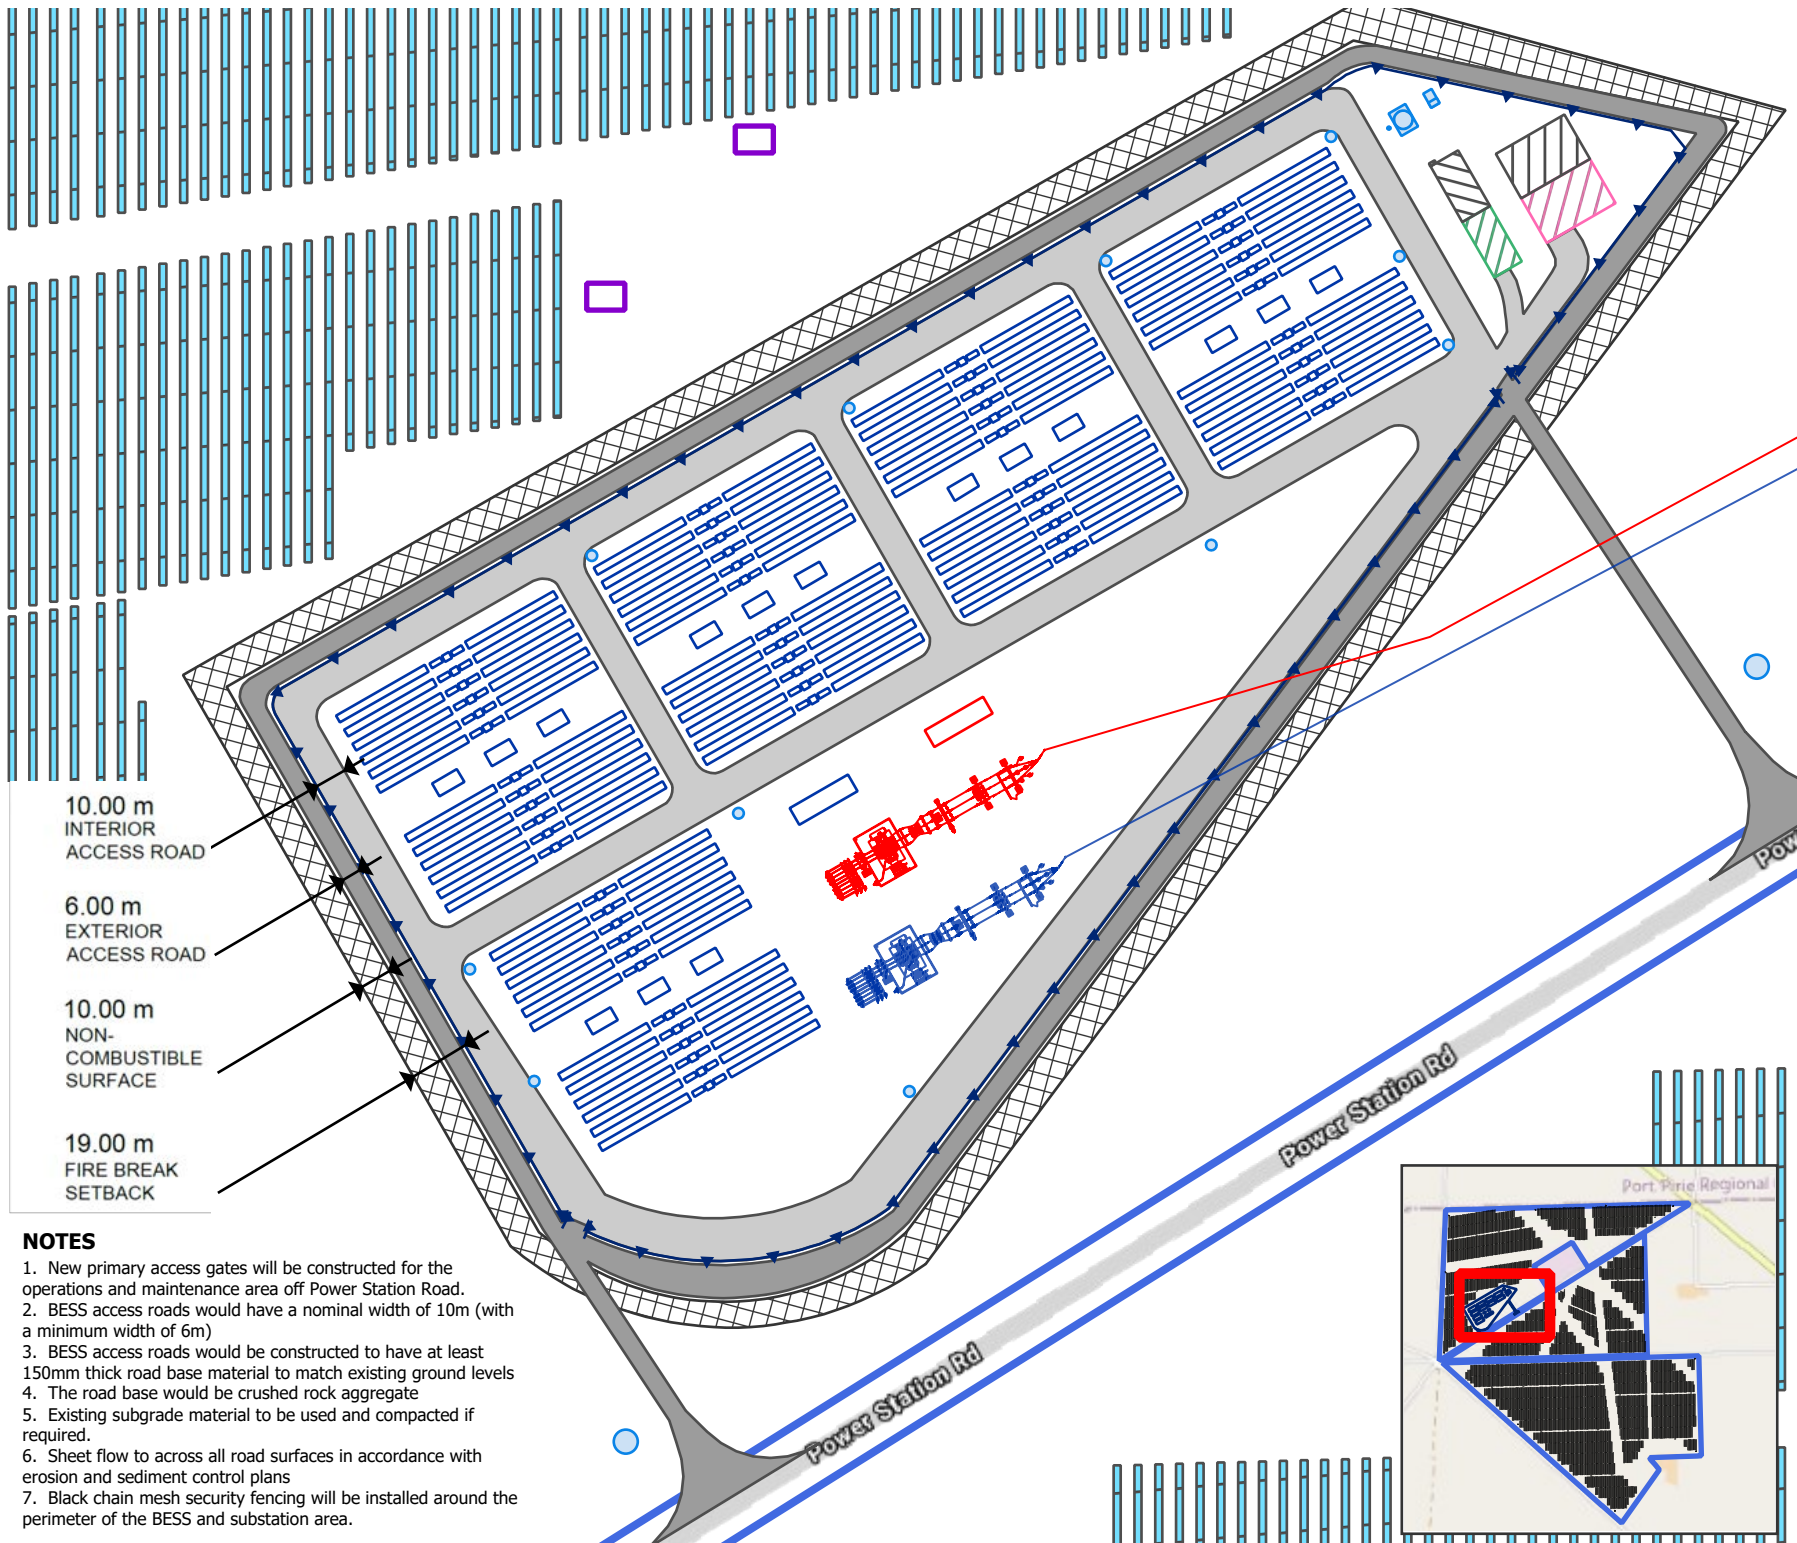 10.00 m
INTERIOR
ACCESS ROAD
6.00 m
EXTERIOR
ACCESS ROAD
10.00 m
NON-
COMBUSTIBLE
SURFACE
19.00 m
FIRE BREAK
SETBACK
NOTES
1. New primary access gates will be constructed for the
operations and maintenance area off Power Station Road.
2. BESS access roads would have a nominal width of 10m (with
a minimum width of 6m)
3. BESS access roads would be constructed to have at least
150mm thick road base material to match existing ground levels
4. The road base would be crushed rock aggregate
5. Existing subgrade material to be used and compacted if
required.
6. Sheet flow to across all road surfaces in accordance with
erosion and sediment control plans
7. Black chain mesh security fencing will be installed around the
perimeter of the BESS and substation area.
Power Station Rd
Power Station Rd
Pow
Port Pirie Regional